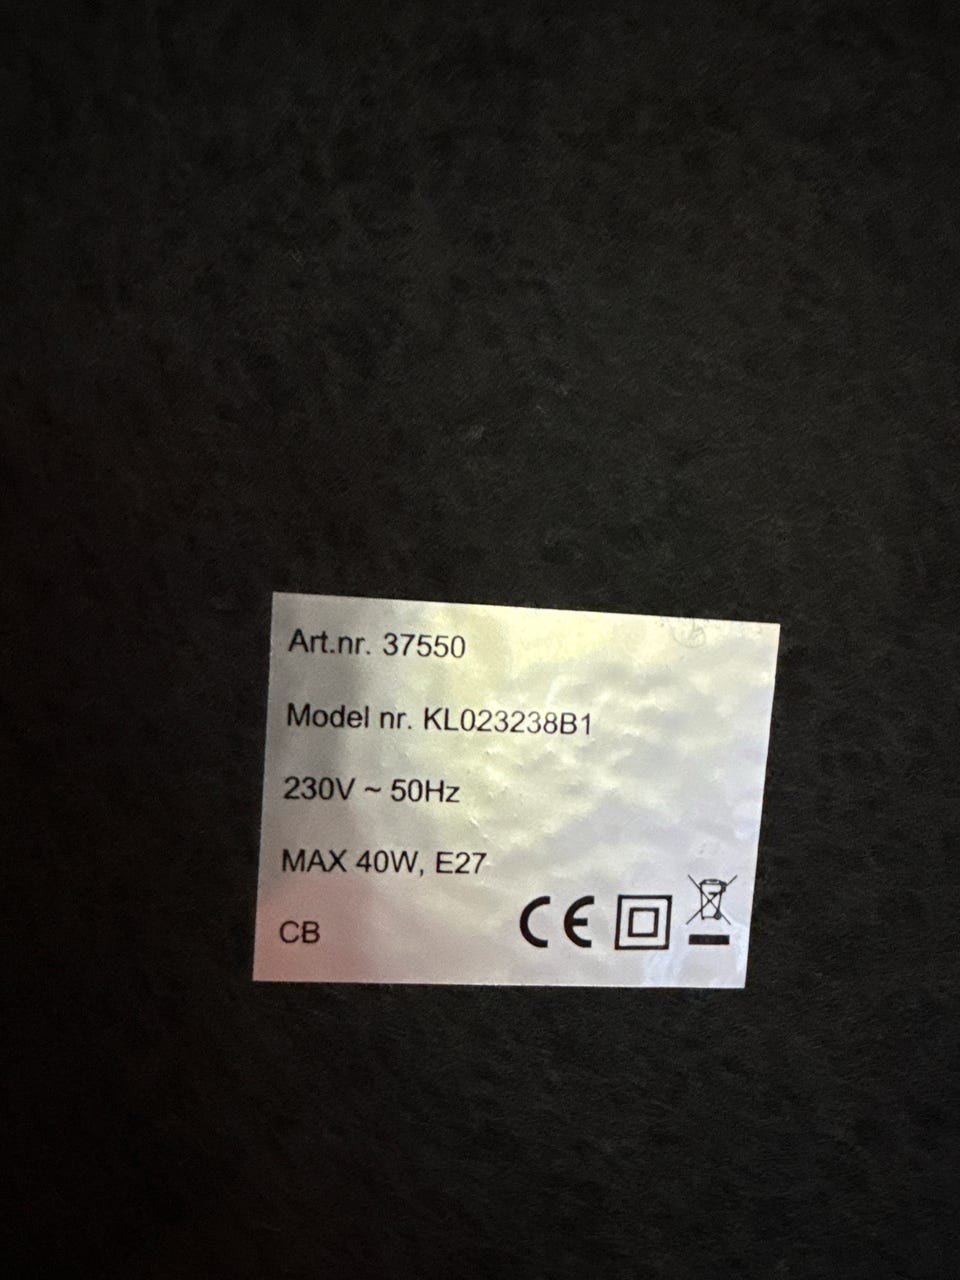 Art.nr. 37550
Model nr. KL023238B1
230V ~ 50Hz
MAX 40W, E27
CB CE